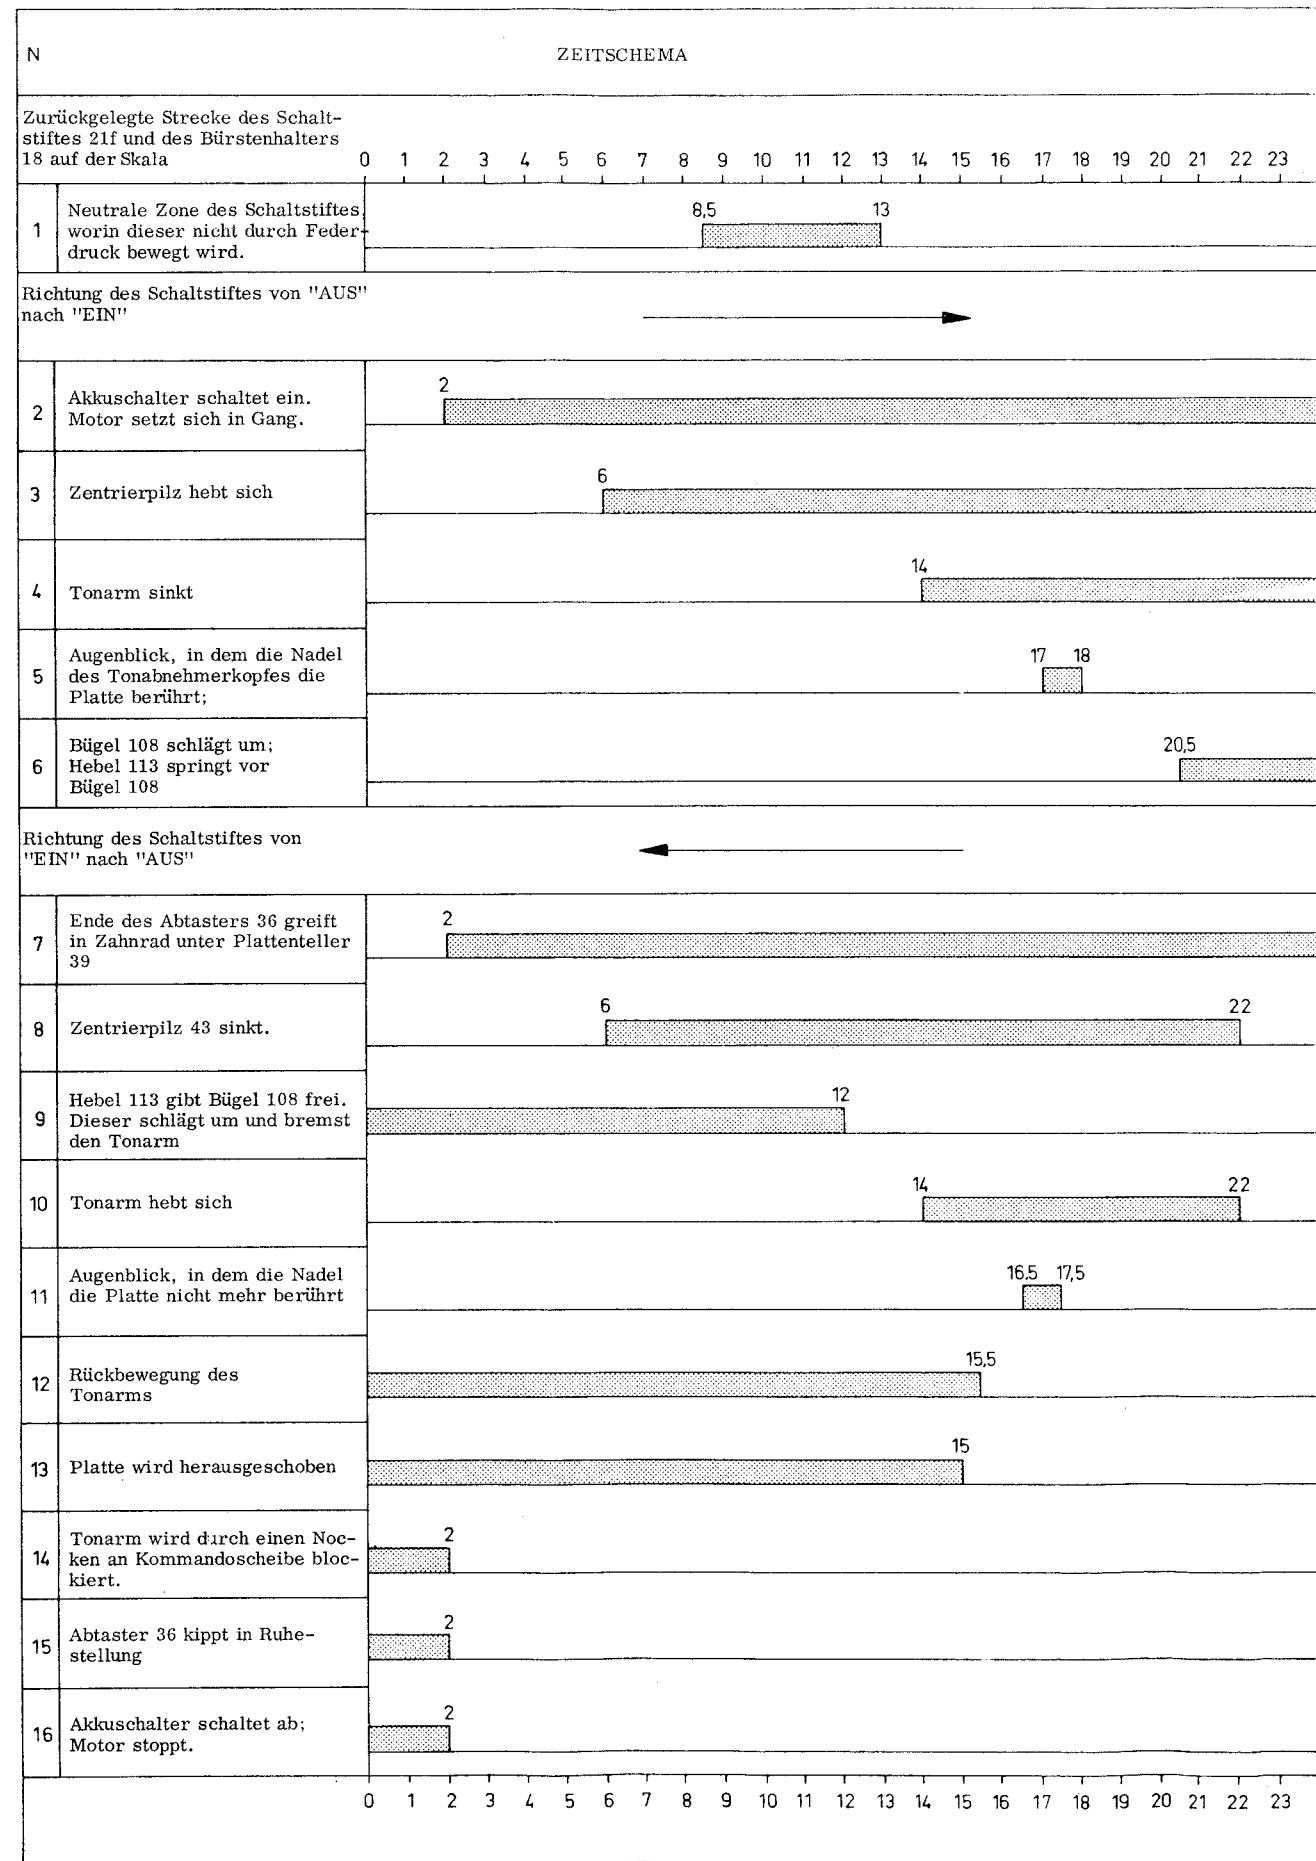 N
ZEITSCHEMA
Zurückgelegte Strecke des Schalt-
stiftes 21f und des Bürstenhalters
18 auf der Skala
0 1 2 3 4 5 6 7 8 9 10 11 12 13 14 15 16 17 18 19 20 21 22 23
1
Neutrale Zone des Schaltstiftes,
worin dieser nicht durch Feder-
druck bewegt wird.
8,5 13
Richtung des Schaltstiftes von "AUS"
nach "EIN"
2
Akkuschalter schaltet ein.
Motor setzt sich in Gang.
2
3
Zentrierpilz hebt sich
6
4
Tonarm sinkt
14
5
Augenblick, in dem die Nadel
des Tonabnehmerkopfes die
Platte berührt;
17 18
6
Bügel 108 schlägt um;
Hebel 113 springt vor
Bügel 108
20,5
Richtung des Schaltstiftes von
"EIN" nach "AUS"
7
Ende des Abtasters 36 greift
in Zahnrad unter Plattenteller
39
2
8
Zentrierpilz 43 sinkt.
6 22
9
Hebel 113 gibt Bügel 108 frei.
Dieser schlägt um und bremst
den Tonarm
12
10
Tonarm hebt sich
14 22
11
Augenblick, in dem die Nadel
die Platte nicht mehr berührt
16,5 17,5
12
Rückbewegung des
Tonarms
15,5
13
Platte wird herausgeschoben
15
14
Tonarm wird durch einen Noc-
ken an Kommandoscheibe bloc-
kiert.
2
15
Abtaster 36 kippt in Ruhe-
stellung
2
16
Akkuschalter schaltet ab;
Motor stoppt.
2
0 1 2 3 4 5 6 7 8 9 10 11 12 13 14 15 16 17 18 19 20 21 22 23